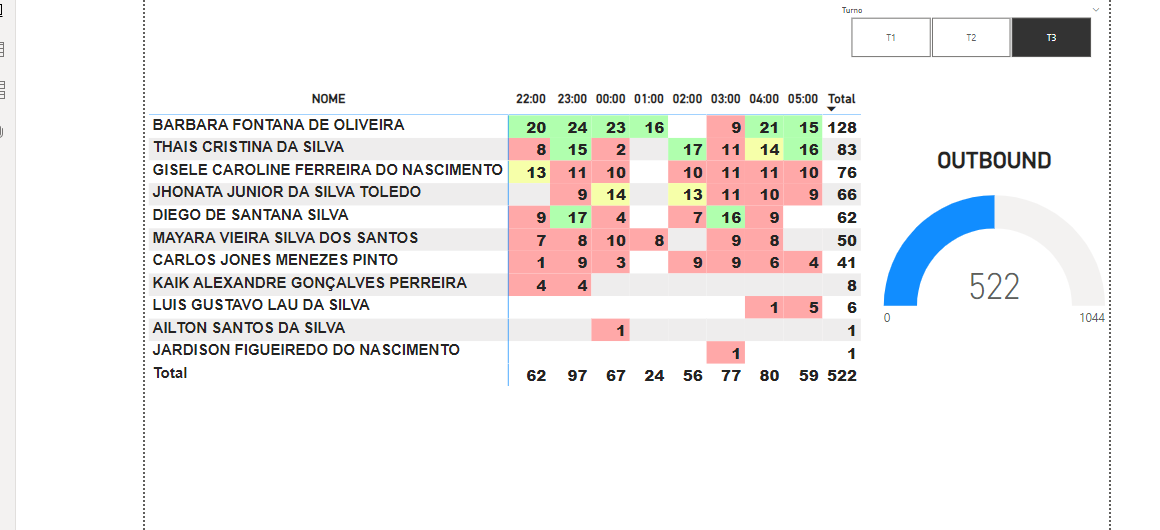 Turno
T1 T2 T3
NOME 22:00 23:00 00:00 01:00 02:00 03:00 04:00 05:00 Total
BARBARA FONTANA DE OLIVEIRA 20 24 23 16 9 21 15 128
THAIS CRISTINA DA SILVA 8 15 2 17 11 14 16 83
GISELE CAROLINE FERREIRA DO NASCIMENTO 13 11 10 10 11 11 10 76
JHONATA JUNIOR DA SILVA TOLEDO 9 14 13 11 10 9 66
DIEGO DE SANTANA SILVA 9 17 4 7 16 9 62
MAYARA VIEIRA SILVA DOS SANTOS 7 8 10 8 9 8 50
CARLOS JONES MENEZES PINTO 1 9 3 9 9 6 4 41
KAIK ALEXANDRE GONÇALVES PERREIRA 4 4 8
LUIS GUSTAVO LAU DA SILVA 1 5 6
AILTON SANTOS DA SILVA 1 1
JARDISON FIGUEIREDO DO NASCIMENTO 1 1
Total 62 97 67 24 56 77 80 59 522
OUTBOUND
522
0 1044